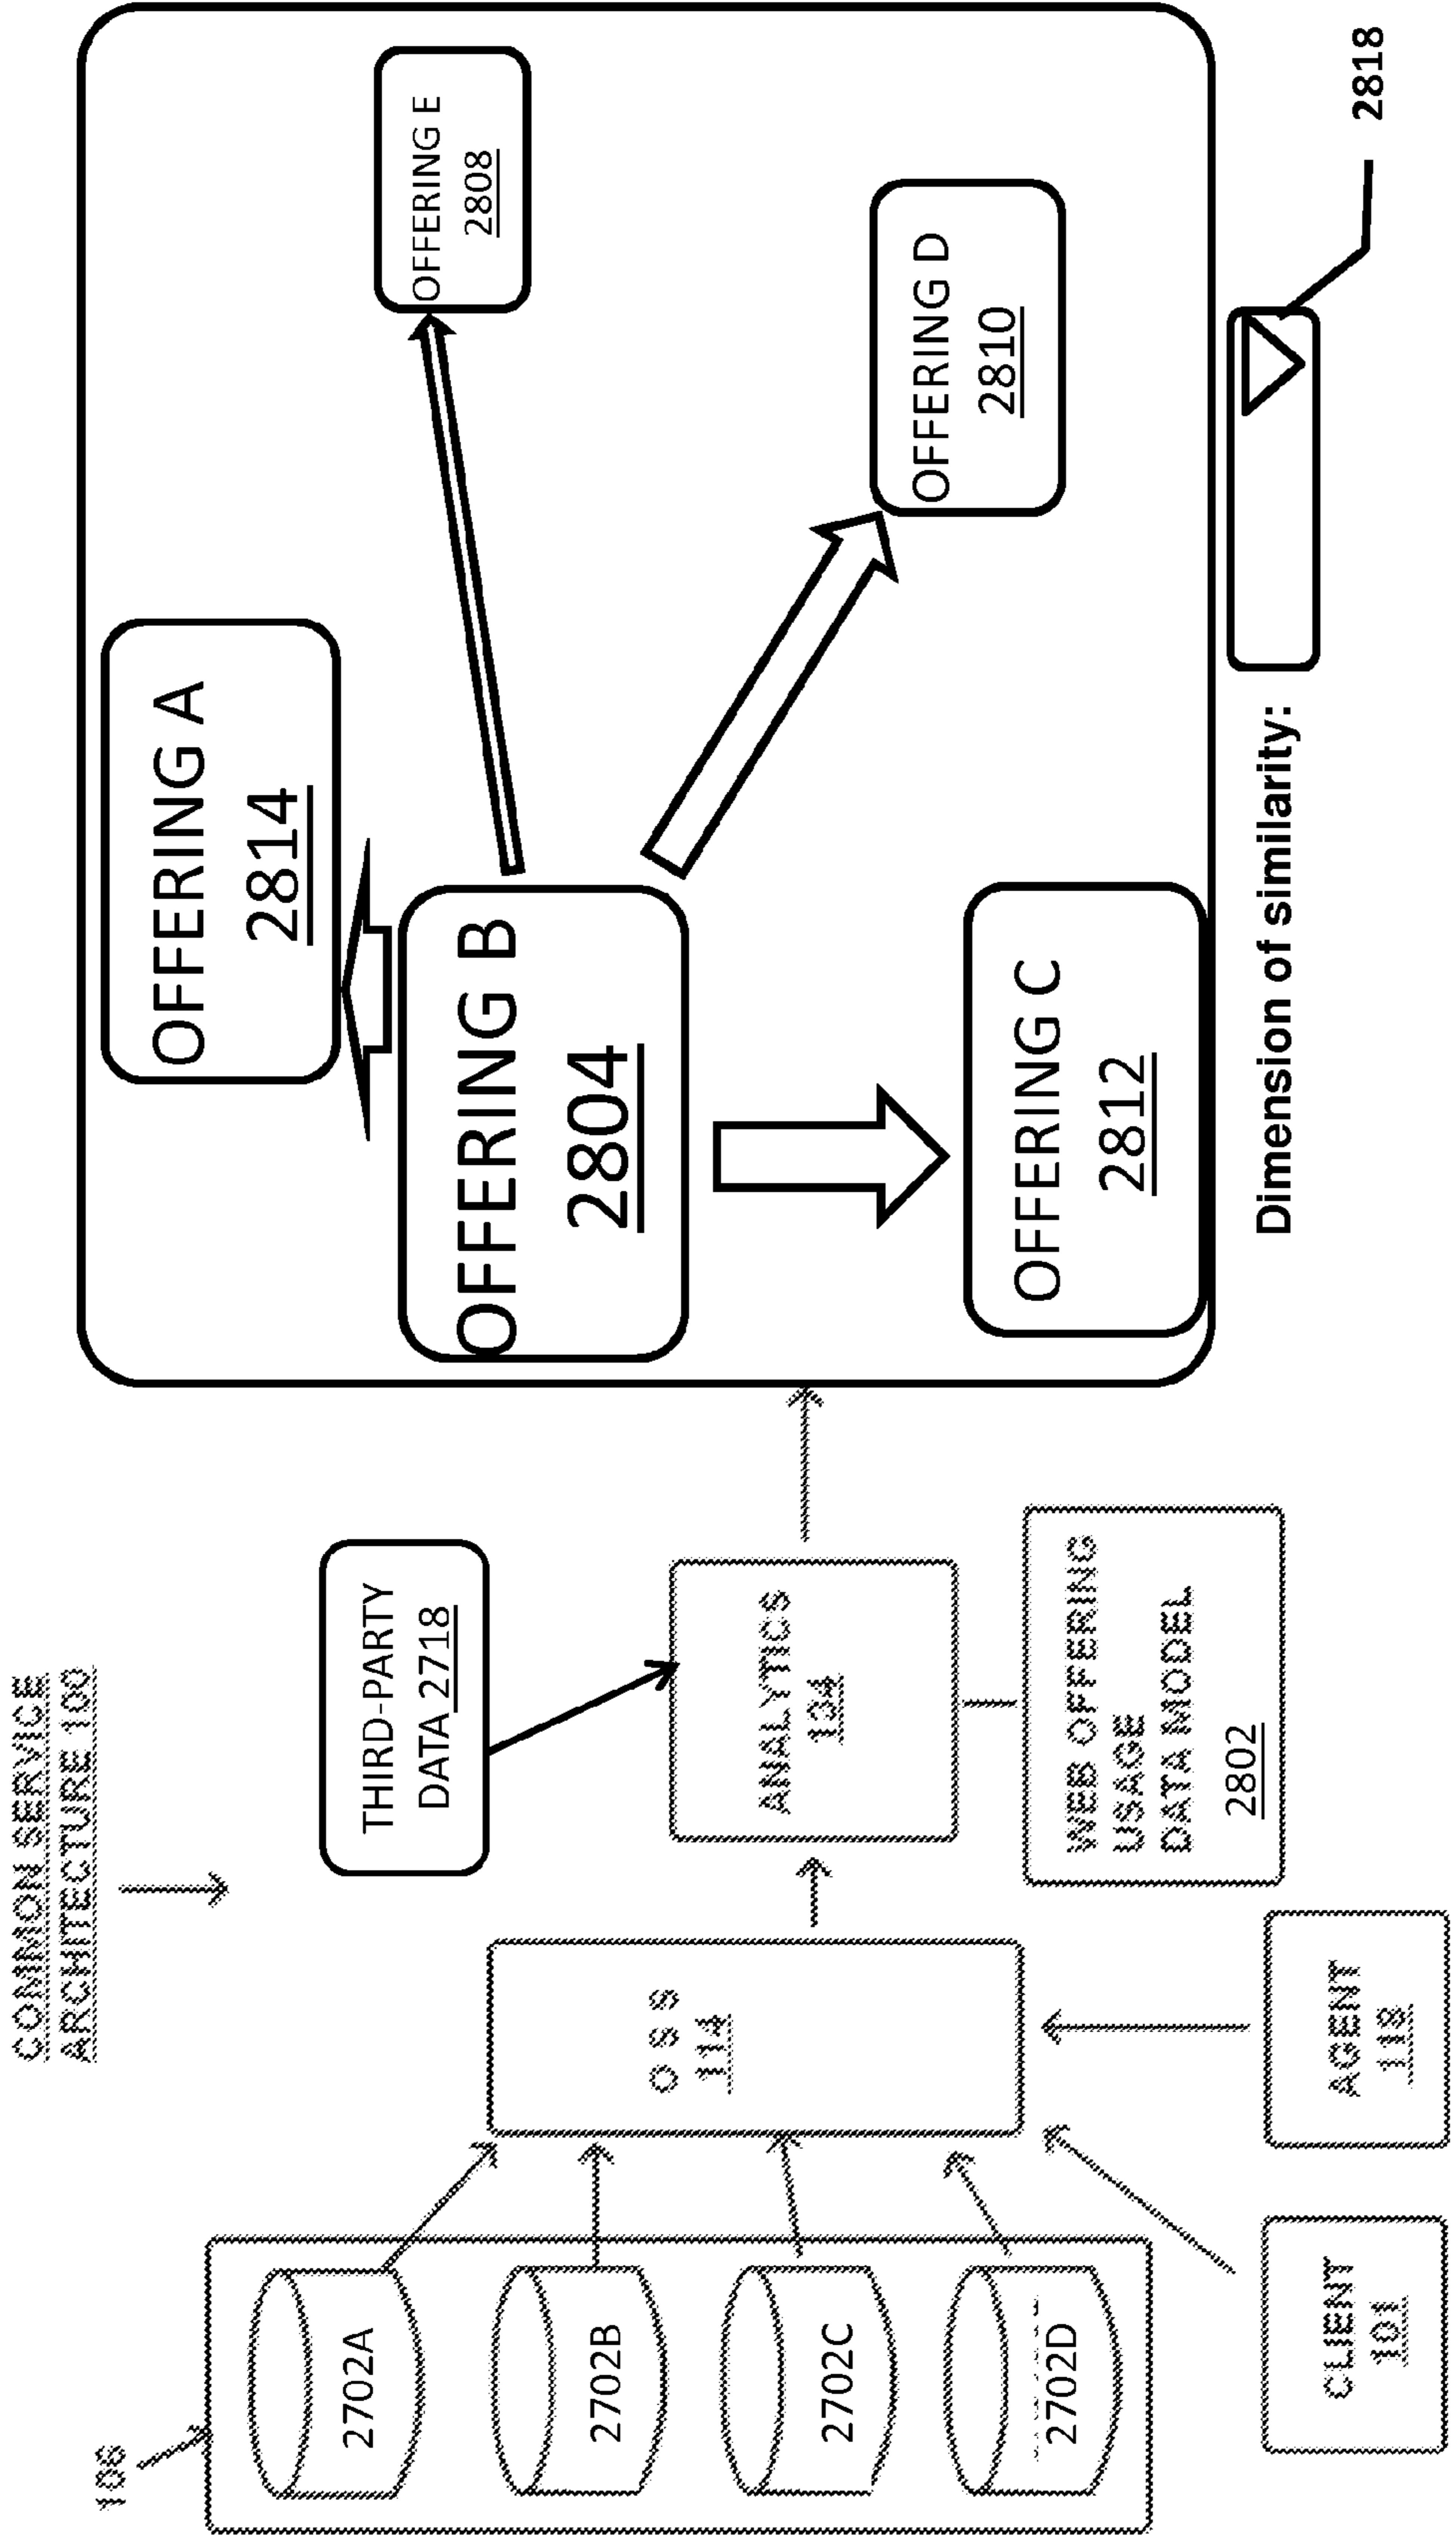 COMMON SERVICE
ARCHITECTURE 100
106
2702A
2702B
2702C
2702D
CLIENT
101
AGENT
118
O S S
114
THIRD-PARTY
DATA 2718
ANALYTICS
134
WEB OFFERING
USAGE
DATA MODEL
2802
OFFERING A
2814
OFFERING B
2804
OFFERING C
2812
OFFERING E
2808
OFFERING D
2810
Dimension of similarity:
2818